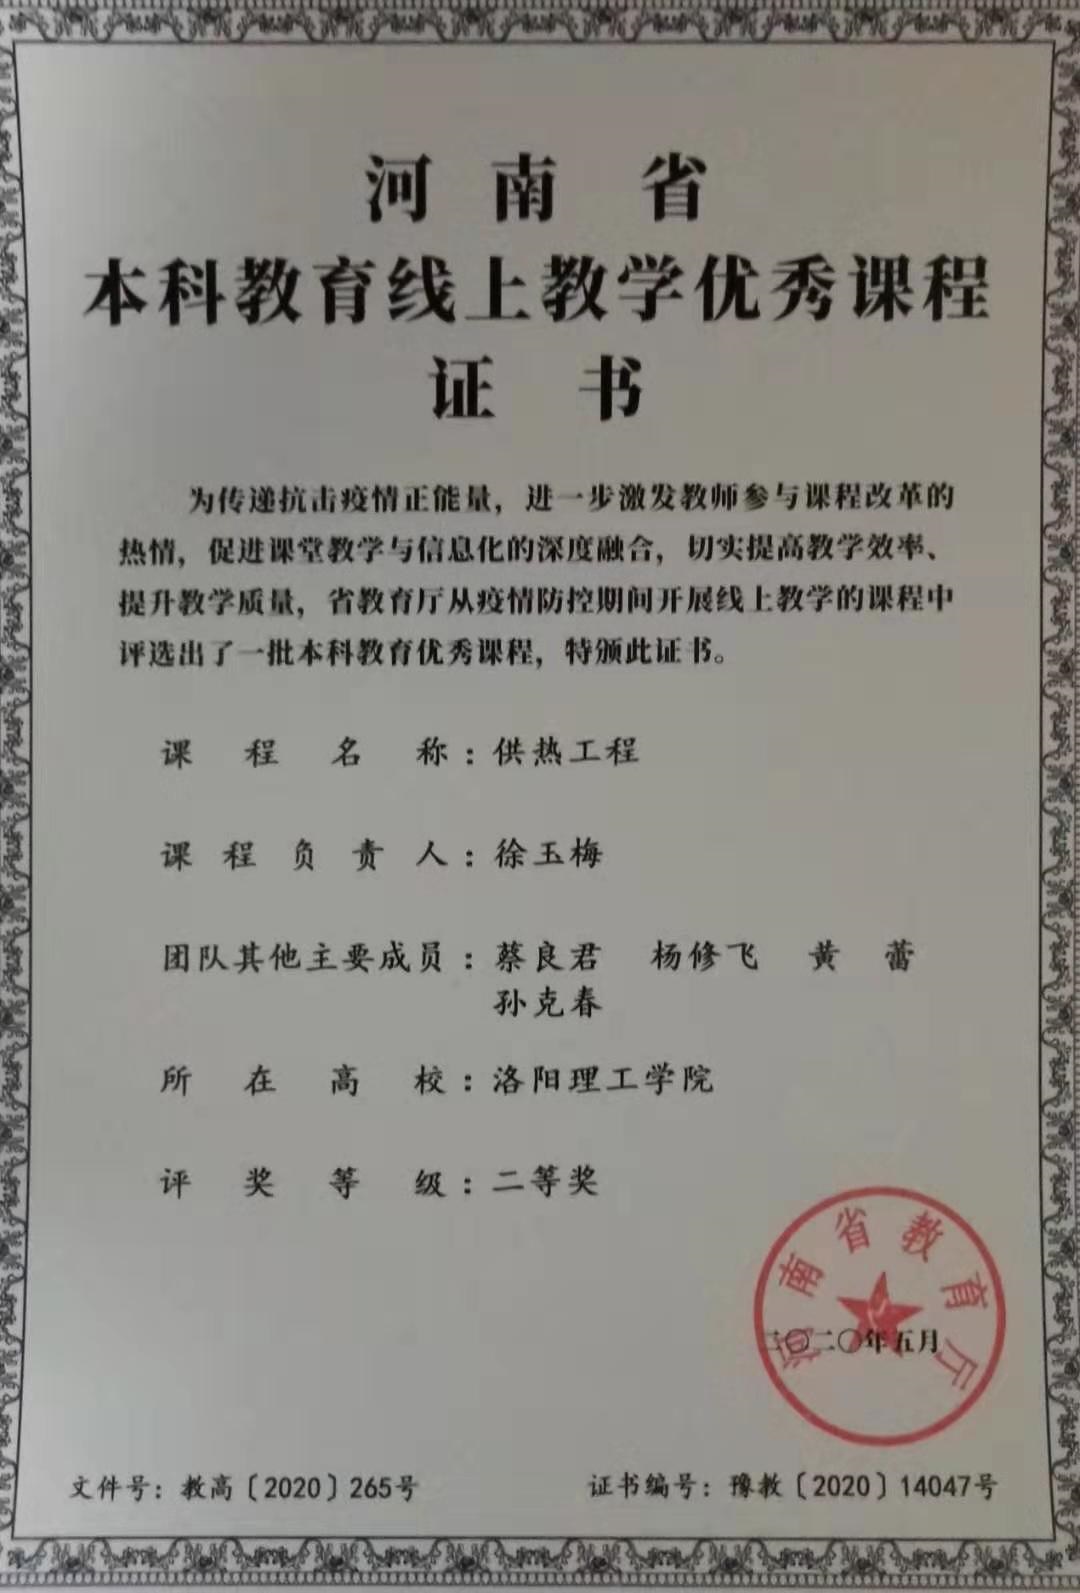 河南省
本科教育线上教学优秀课程
证书
为传递抗击疫情正能量，进一步激发教师参与课程改革的
热情，促进课堂教学与信息化的深度融合，切实提高教学效率、
提升教学质量，省教育厅从疫情防控期间开展线上教学的课程中
评选出了一批本科教育优秀课程，特颁此证书。
课程名称：供热工程
课程负责人：徐玉梅
团队其他主要成员：蔡良君 杨修飞 黄蕾
孙克春
所在高校：洛阳理工学院
评奖等级：二等奖
河南省教育厅
二〇二〇年五月
文件号：教高〔2020〕265号
证书编号：豫教〔2020〕14047号